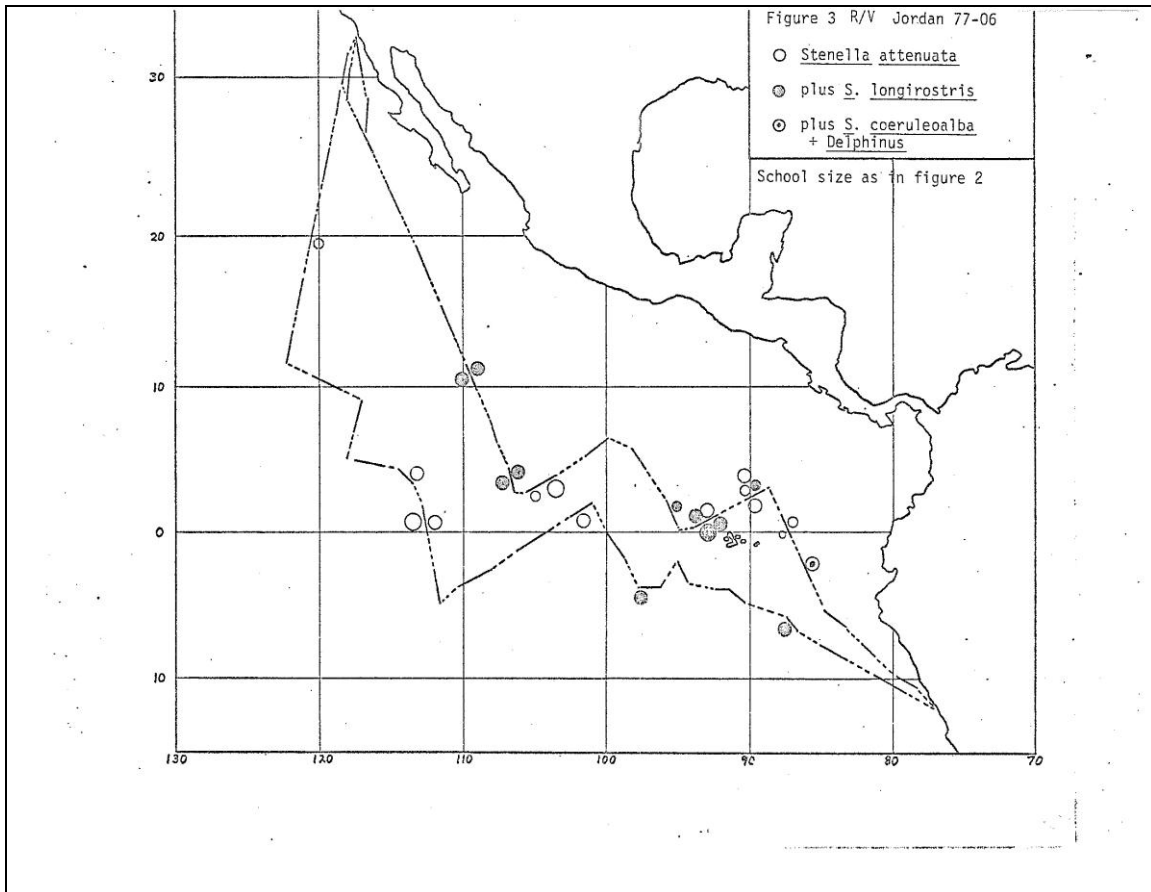 Figure 3 R/V Jordan 77-06
Stenella attenuata
plus S. longirostris
plus S. coeruleoalba
+ Delphinus
School size as in figure 2
30
20
10
0
10
130 120 110 100 90 80 70